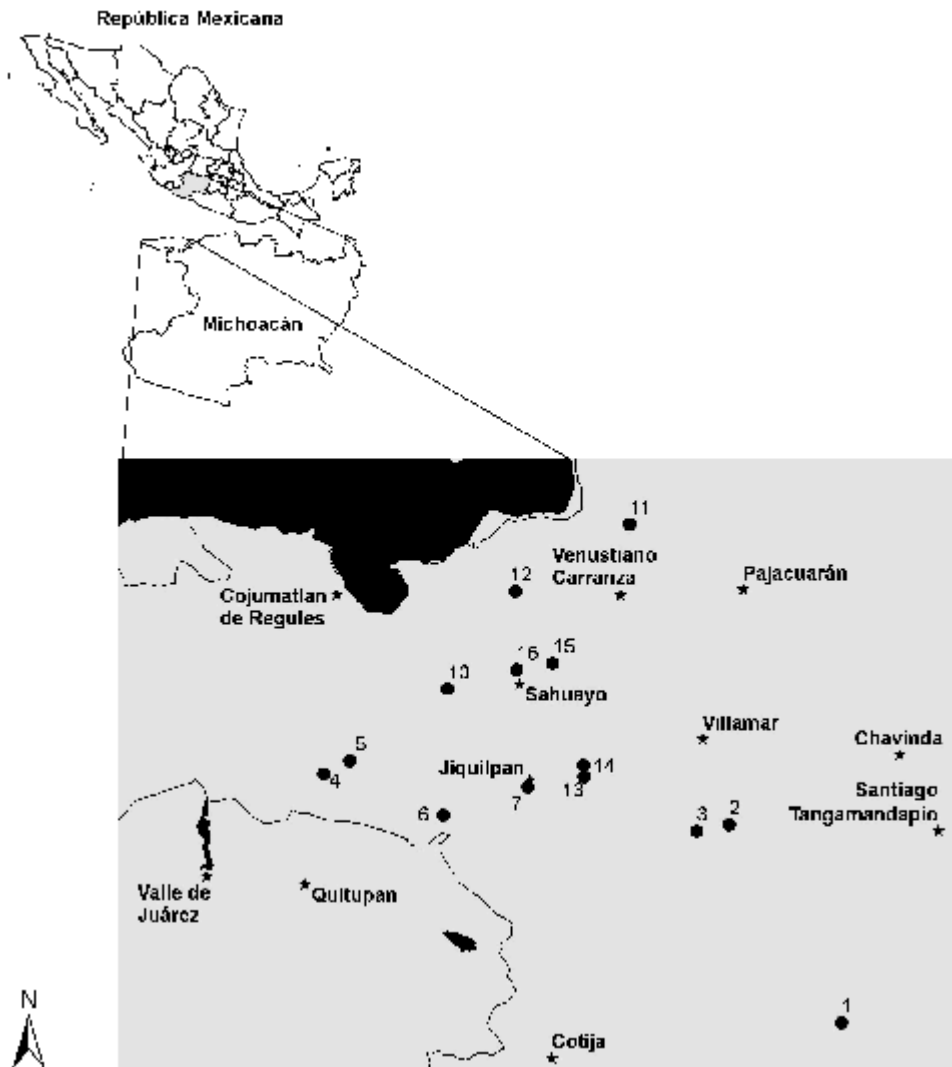 República Mexicana
Michoacán
11
Venustiano
Carranza
Pajacuarán
12
Cojumatlan
de Regules
15
16
10
Sahuayo
Villamar
Chavinda
5
4
Jiquilpan
14
13
7
6
Santiago
Tangamandapio
2
3
Valle de
Juárez
Quitupan
N
1
Cotija